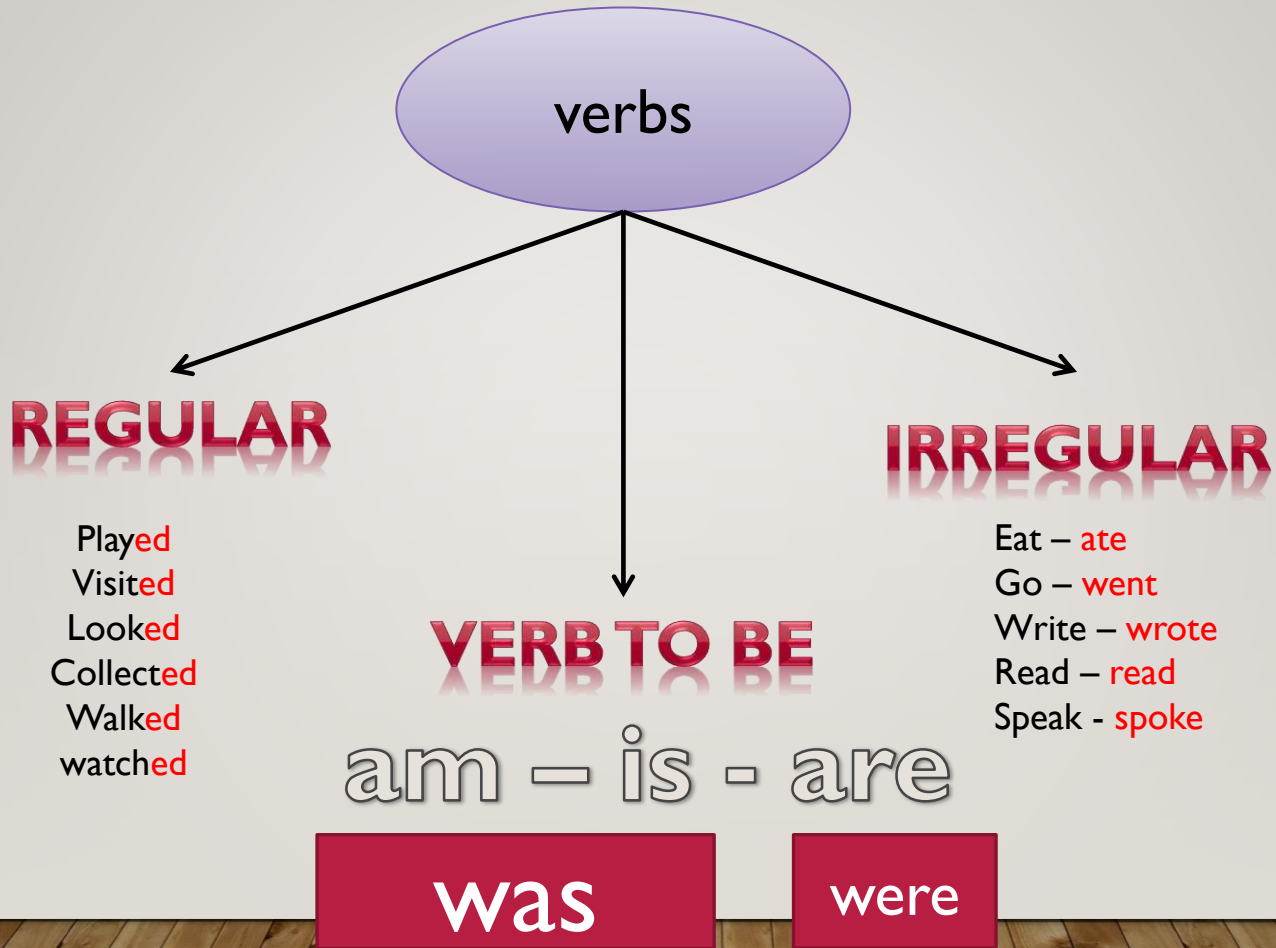 verbs
REGULAR
Played
Visited
Looked
Collected
Walked
watched
VERB TO BE
am – is - are
was
were
IRREGULAR
Eat – ate
Go – went
Write – wrote
Read – read
Speak - spoke